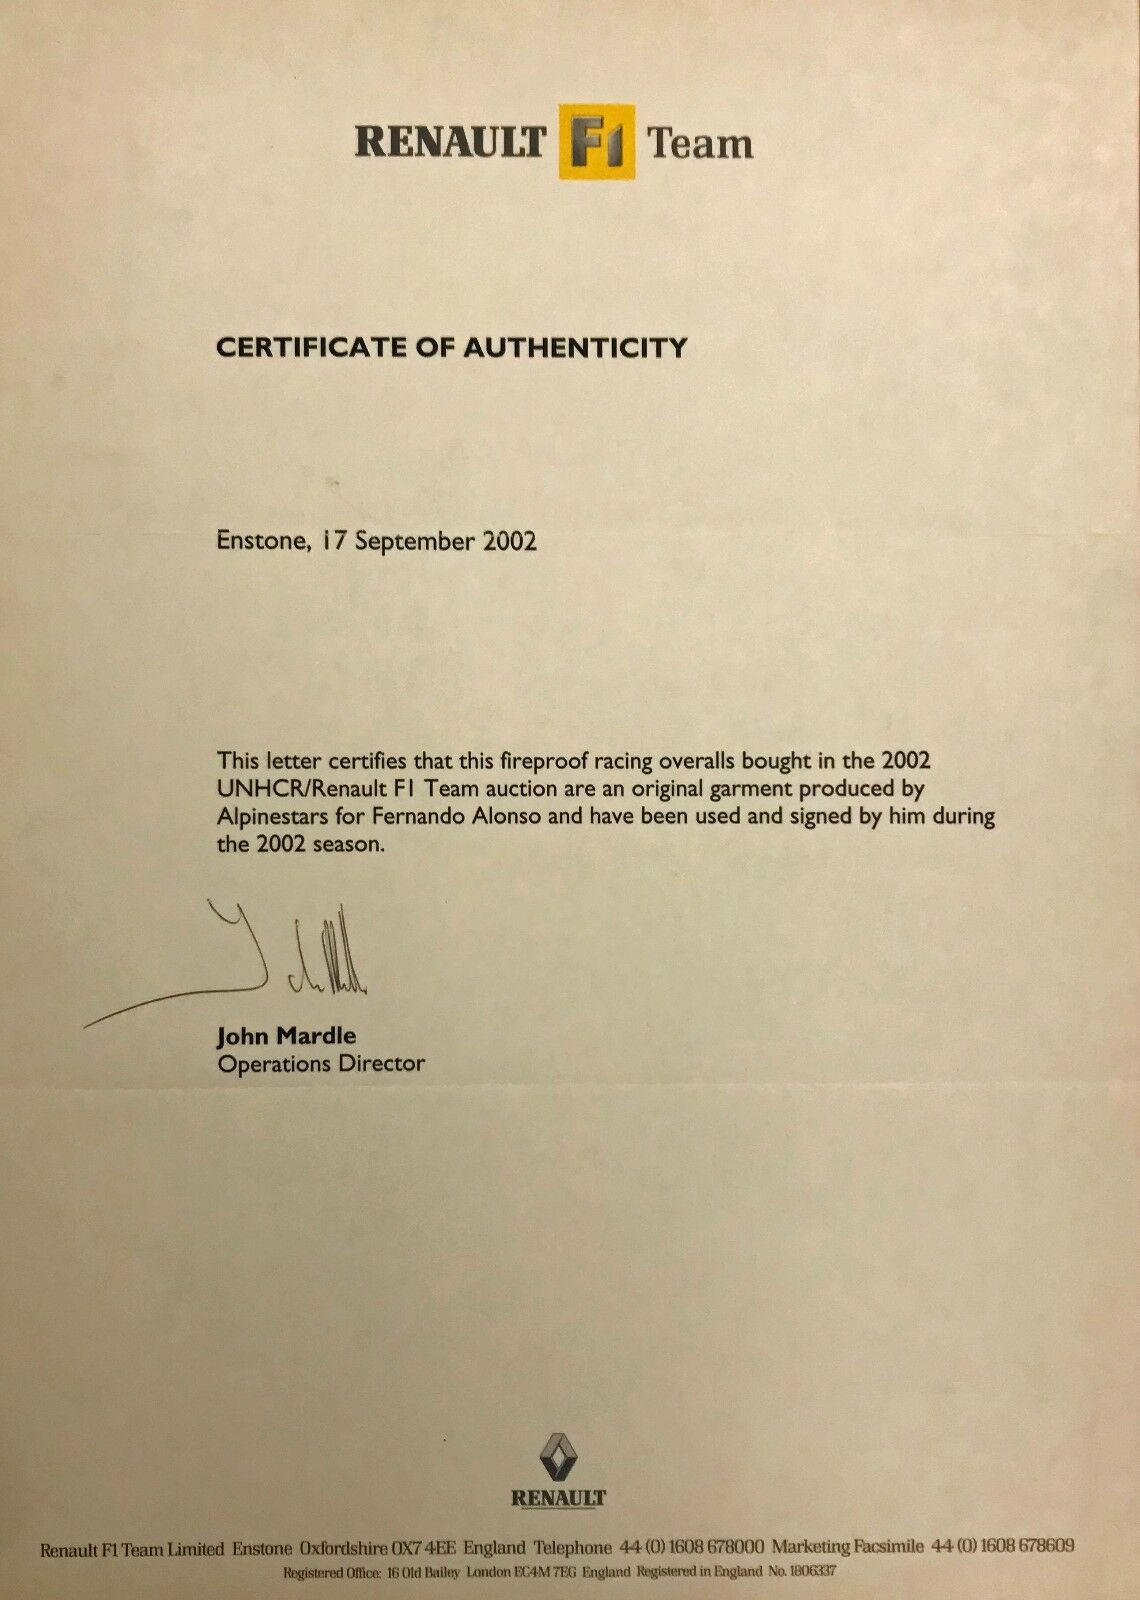 RENAULT F1 Team
CERTIFICATE OF AUTHENTICITY
Enstone, 17 September 2002
This letter certifies that this fireproof racing overalls bought in the 2002
UNHCR/Renault F1 Team auction are an original garment produced by
Alpinestars for Fernando Alonso and have been used and signed by him during
the 2002 season.
John Mardle
Operations Director
RENAULT
Renault F1 Team Limited Enstone Oxfordshire OX7 4EE England Telephone 44 (0) 1608 678000 Marketing Facsimile 44 (0) 1608 678609
Registered Office: 16 Old Bailey London EC4M 7EG England Registered in England No. 1806337